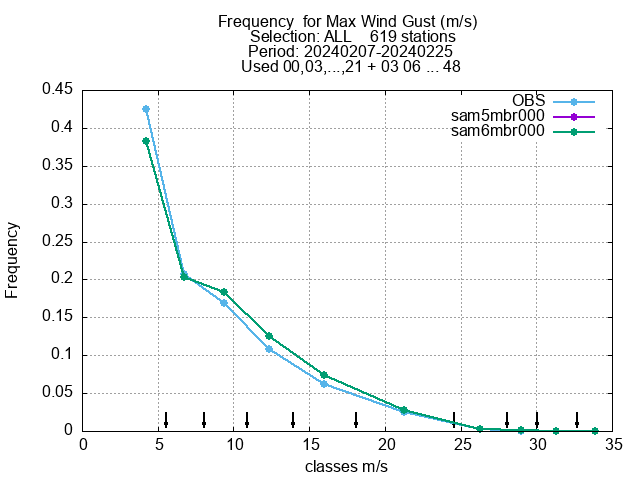 Frequency  for Max Wind Gust (m/s)
Selection: ALL    619 stations
Period: 20240207-20240225
Used 00,03,...,21 + 03 06 ... 48
OBS
sam5mbr000
sam6mbr000
0.45
0.4
0.35
0.3
0.25
0.2
0.15
0.1
0.05
0
Frequency
0 5 10 15 20 25 30 35
classes m/s